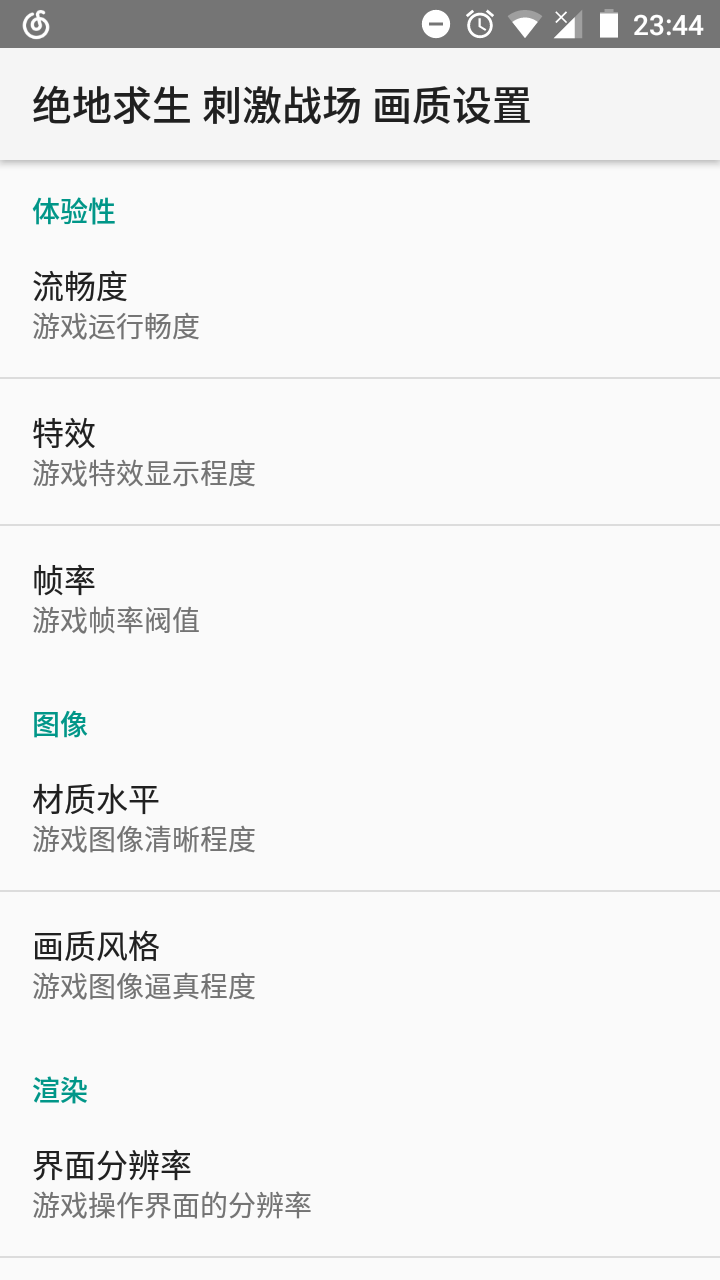 23:44
绝地求生 刺激战场 画质设置
体验性
流畅度
游戏运行畅度
特效
游戏特效显示程度
帧率
游戏帧率阀值
图像
材质水平
游戏图像清晰程度
画质风格
游戏图像逼真程度
渲染
界面分辨率
游戏操作界面的分辨率